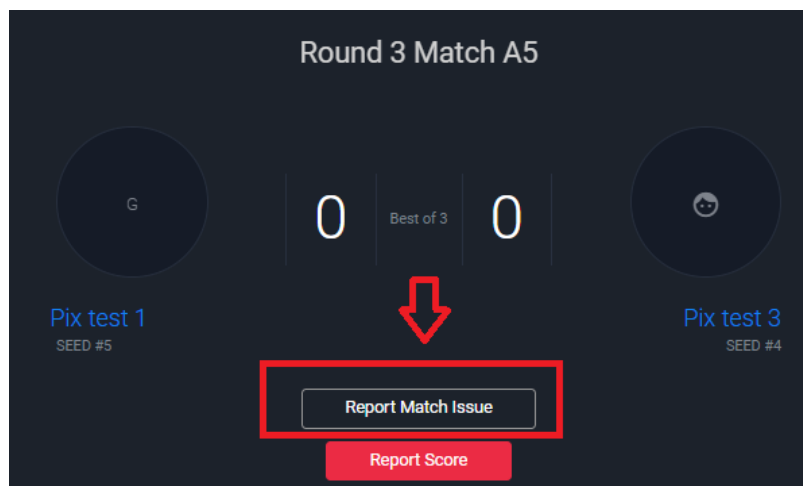 Round 3 Match A5
G
0 Best of 3 0
Pix test 1
SEED #5
Pix test 3
SEED #4
Report Match Issue
Report Score